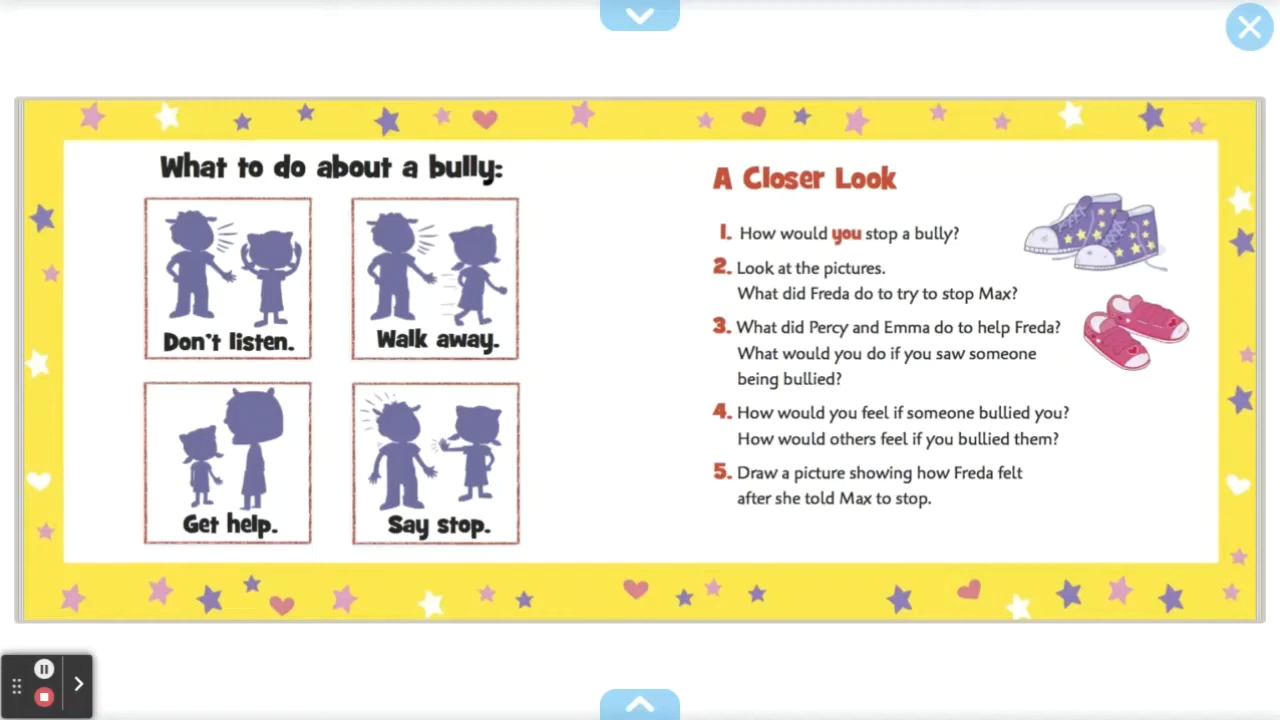 What to do about a bully:
Don't listen.
Walk away.
Get help.
Say stop.
A Closer Look
1. How would you stop a bully?
2. Look at the pictures.
What did Freda do to try to stop Max?
3. What did Percy and Emma do to help Freda?
What would you do if you saw someone
being bullied?
4. How would you feel if someone bullied you?
How would others feel if you bullied them?
5. Draw a picture showing how Freda felt
after she told Max to stop.